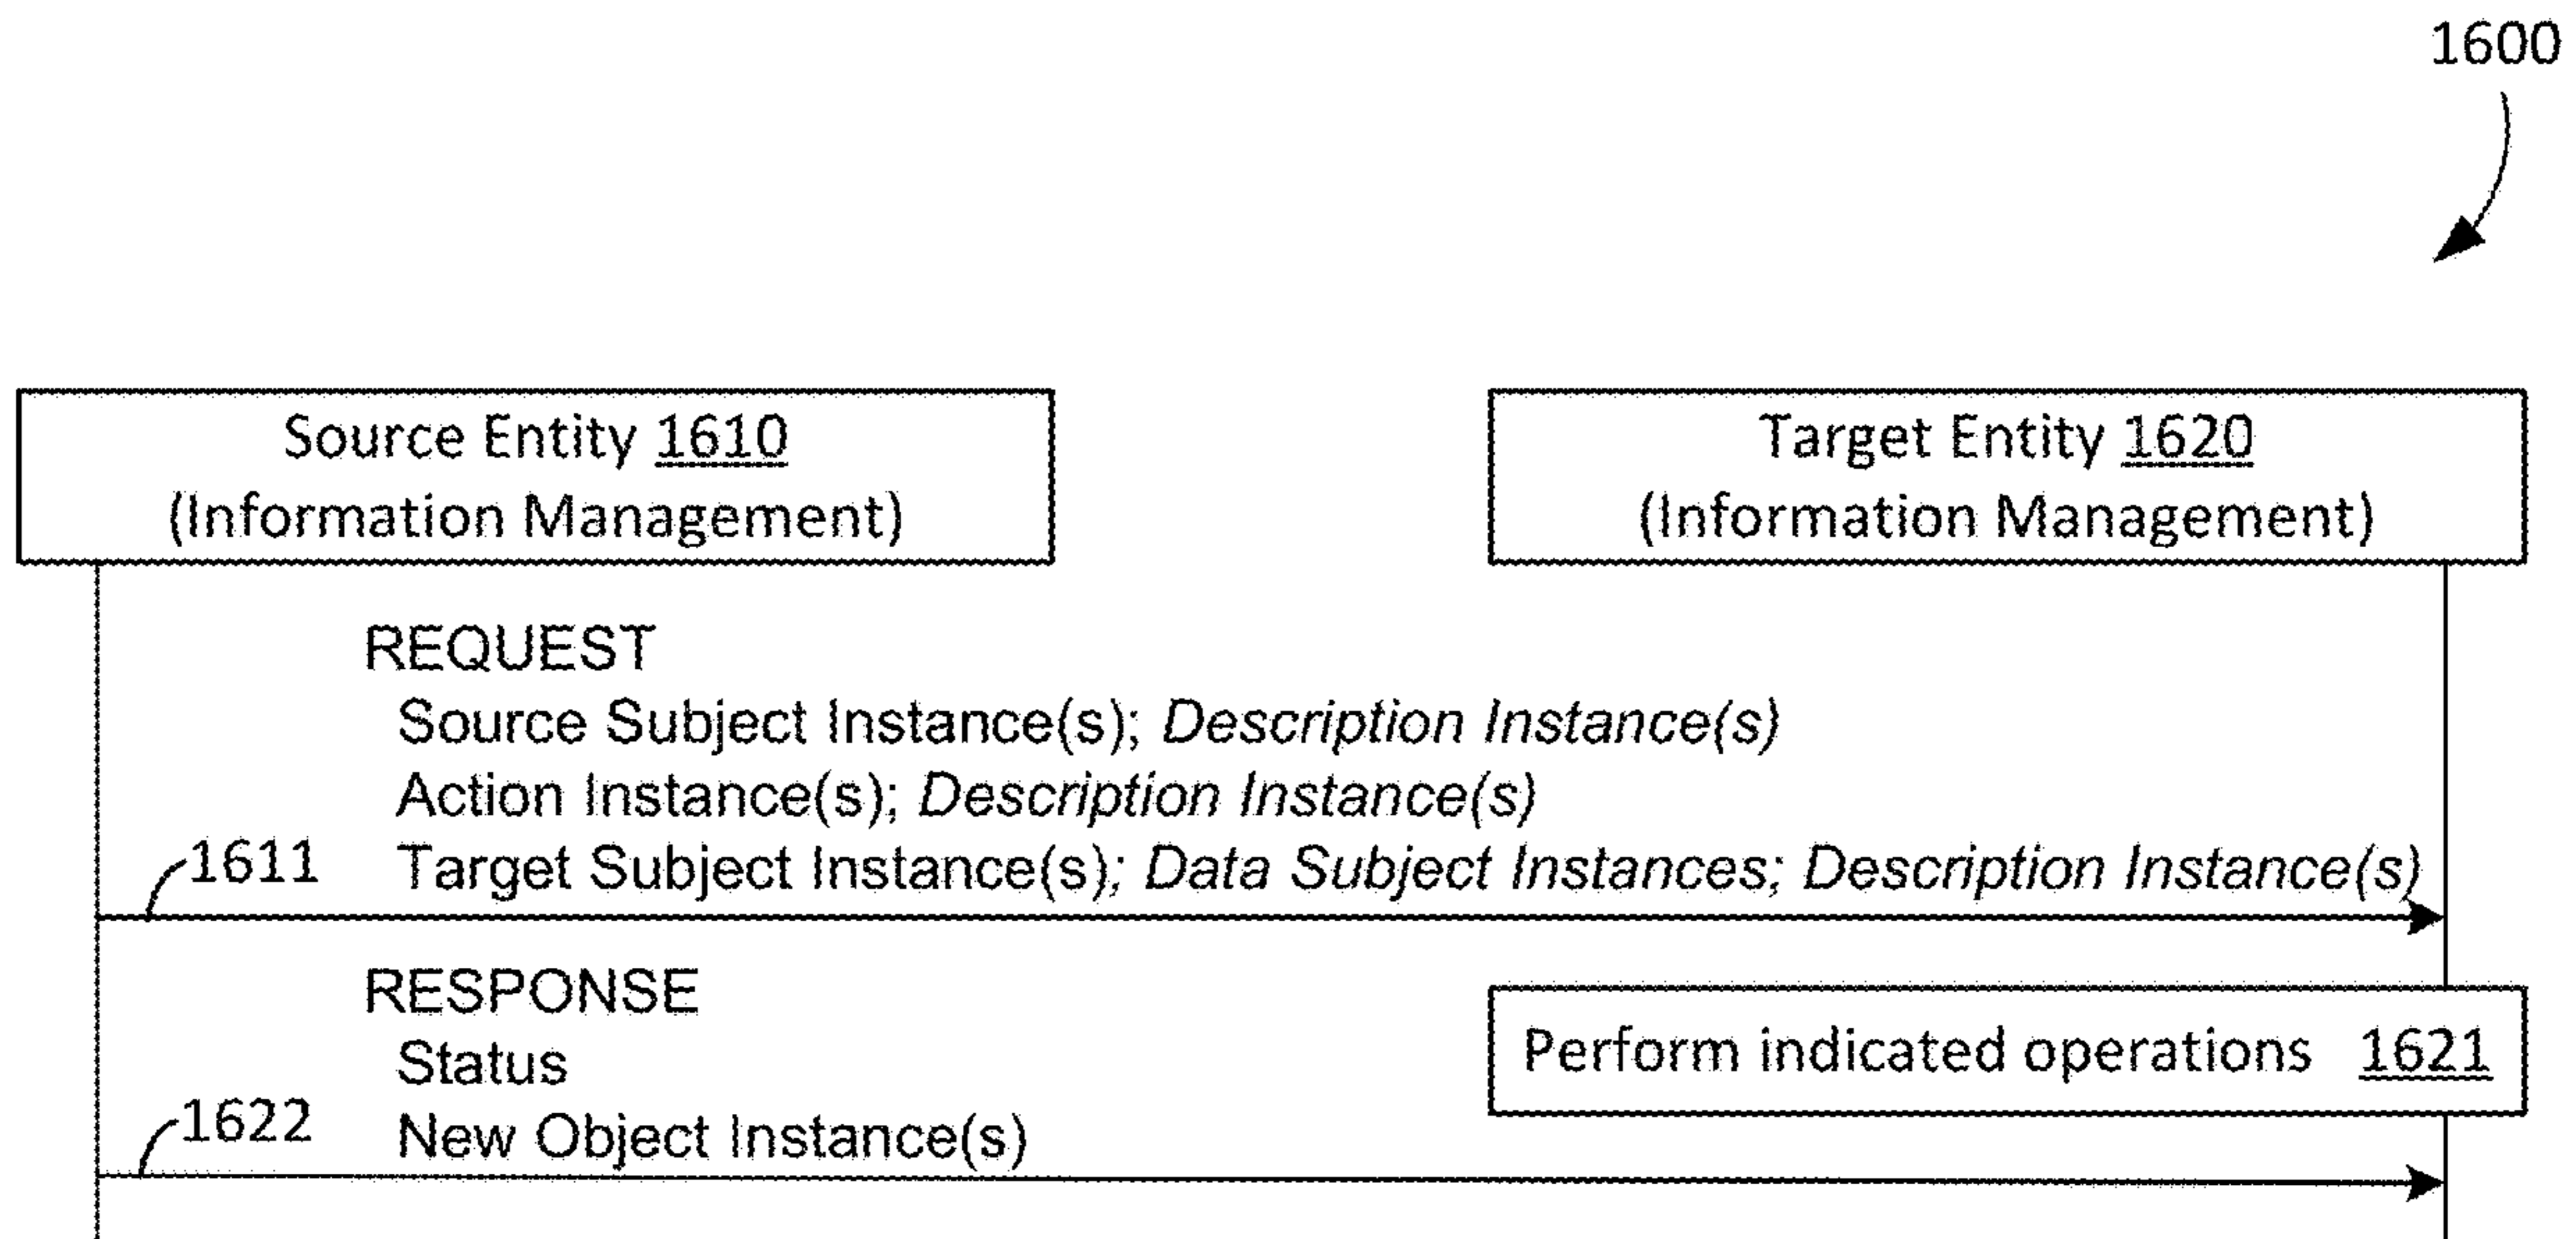 1600
Source Entity 1610
(Information Management)
Target Entity 1620
(Information Management)
REQUEST
Source Subject Instance(s); Description Instance(s)
Action Instance(s); Description Instance(s)
1611
Target Subject Instance(s); Data Subject Instances; Description Instance(s)
RESPONSE
Status
1622
New Object Instance(s)
Perform indicated operations 1621